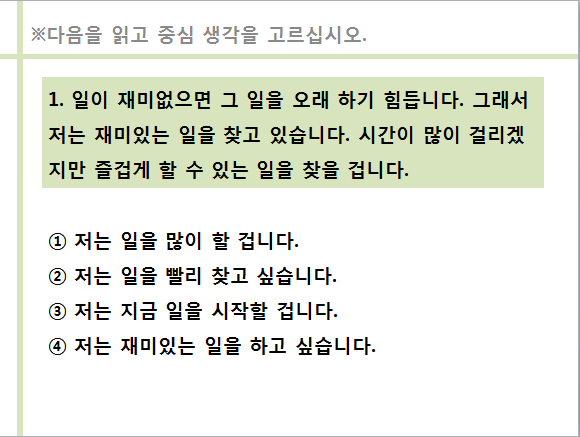 ※다음을 읽고 중심 생각을 고르십시오.
1. 일이 재미없으면 그 일을 오래 하기 힘듭니다. 그래서
저는 재미있는 일을 찾고 있습니다. 시간이 많이 걸리겠
지만 즐겁게 할 수 있는 일을 찾을 겁니다.
① 저는 일을 많이 할 겁니다.
② 저는 일을 빨리 찾고 싶습니다.
③ 저는 지금 일을 시작할 겁니다.
④ 저는 재미있는 일을 하고 싶습니다.